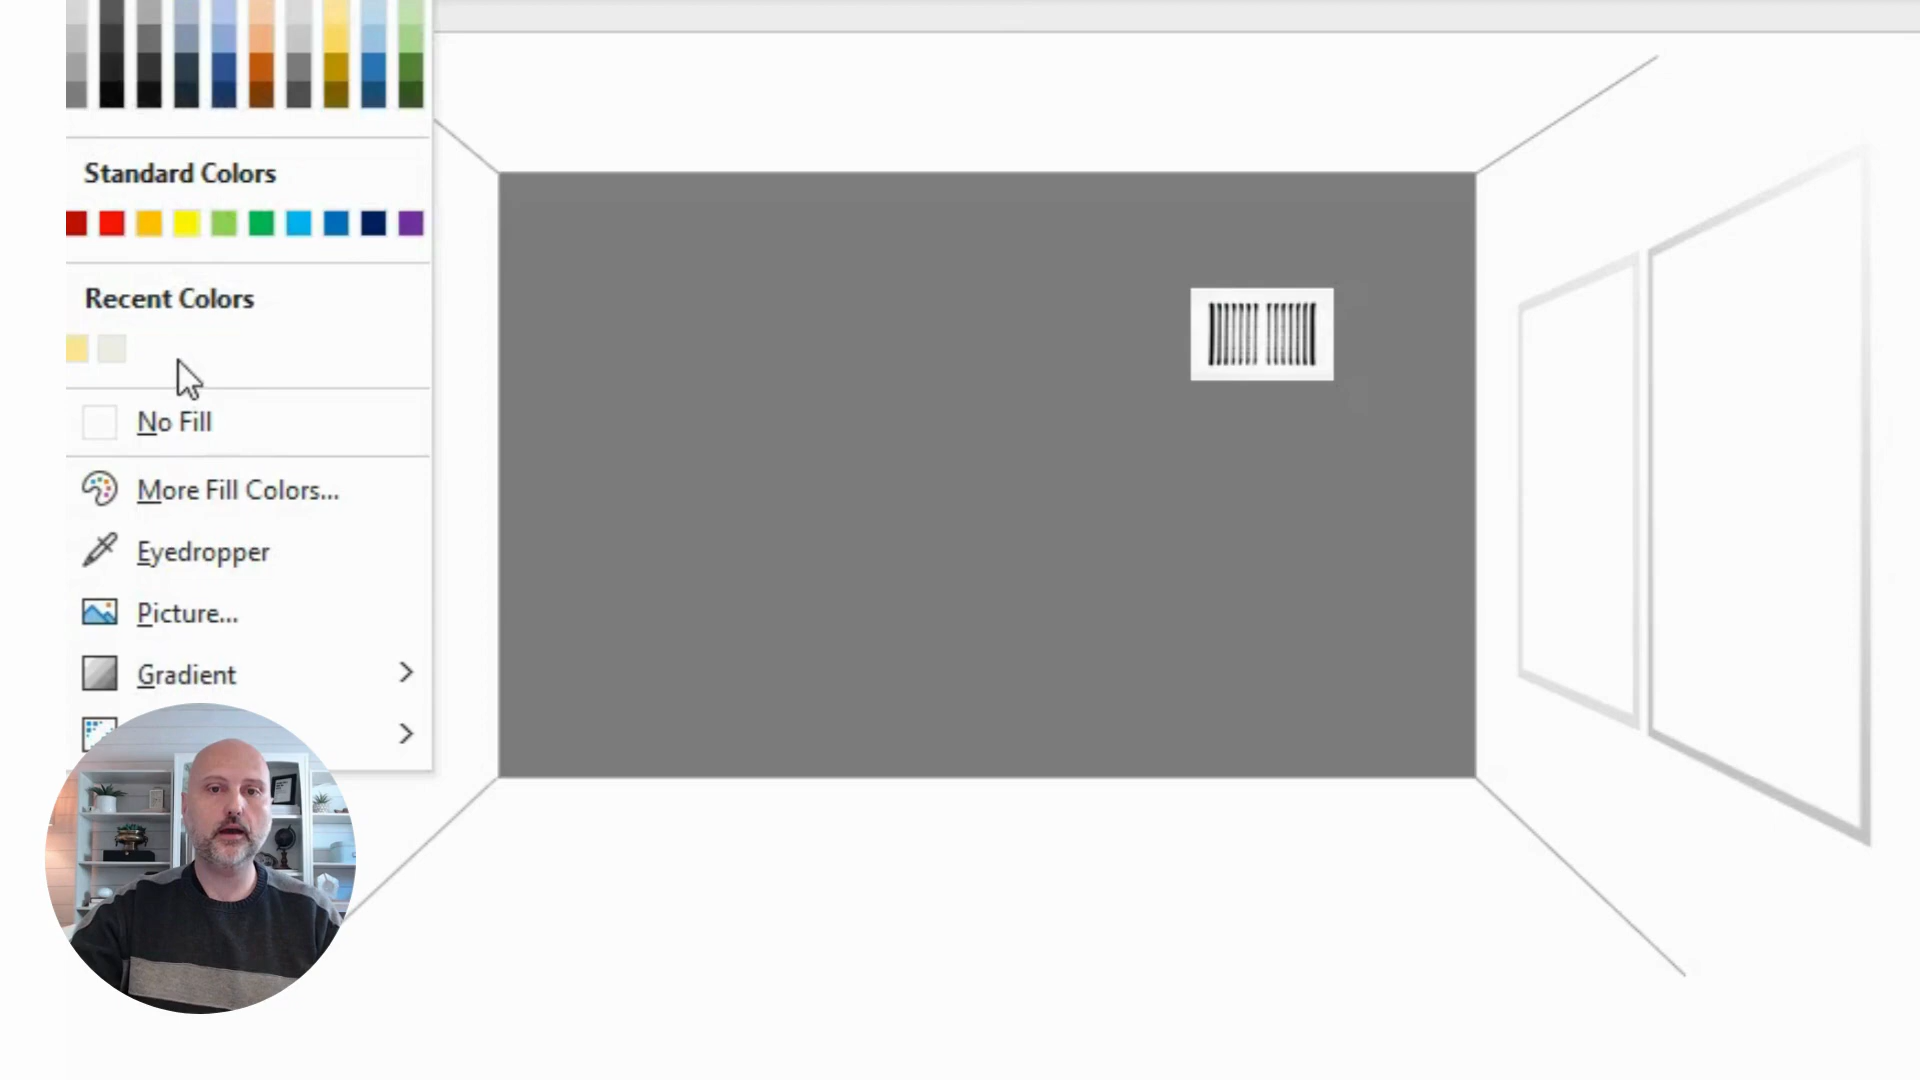 Standard Colors
Recent Colors
No Fill
More Fill Colors...
Eyedropper
Picture...
Gradient